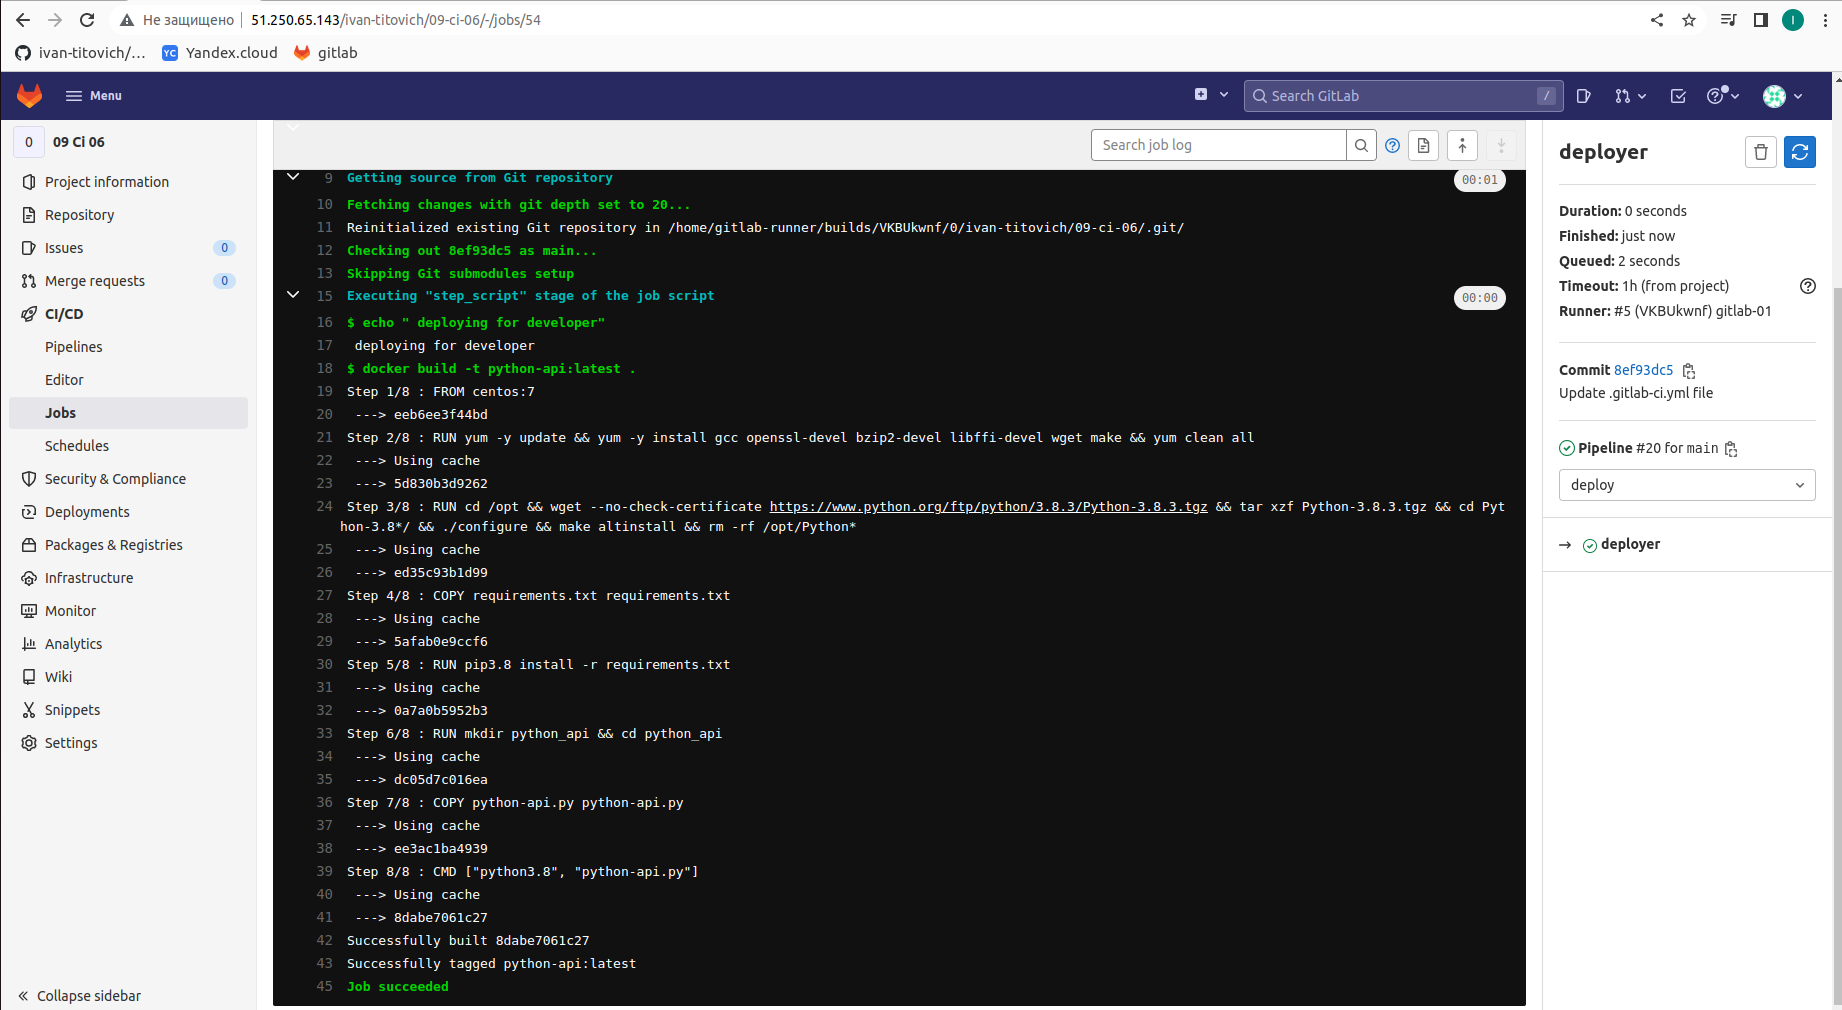 Не защищено 51.250.65.143/ivan-titovich/09-ci-06/-/jobs/54
ivan-titovich/... Yandex.cloud gitlab
Menu
Search GitLab /
0 09 Ci 06
Project information
Repository
Issues 0
Merge requests 0
CI/CD
Pipelines
Editor
Jobs
Schedules
Security & Compliance
Deployments
Packages & Registries
Infrastructure
Monitor
Analytics
Wiki
Snippets
Settings
Collapse sidebar
Search job log
9 Getting source from Git repository 00:01
10 Fetching changes with git depth set to 20...
11 Reinitialized existing Git repository in /home/gitlab-runner/builds/VKBUkwnf/0/ivan-titovich/09-ci-06/.git/
12 Checking out 8ef93dc5 as main...
13 Skipping Git submodules setup
15 Executing "step_script" stage of the job script 00:00
16 $ echo " deploying for developer"
17 deploying for developer
18 $ docker build -t python-api:latest .
19 Step 1/8 : FROM centos:7
20 ---> eeb6ee3f44bd
21 Step 2/8 : RUN yum -y update && yum -y install gcc openssl-devel bzip2-devel libffi-devel wget make && yum clean all
22 ---> Using cache
23 ---> 5d830b3d9262
24 Step 3/8 : RUN cd /opt && wget --no-check-certificate https://www.python.org/ftp/python/3.8.3/Python-3.8.3.tgz && tar xzf Python-3.8.3.tgz && cd Pyt
hon-3.8*/ && ./configure && make altinstall && rm -rf /opt/Python*
25 ---> Using cache
26 ---> ed35c93b1d99
27 Step 4/8 : COPY requirements.txt requirements.txt
28 ---> Using cache
29 ---> 5afab0e9ccf6
30 Step 5/8 : RUN pip3.8 install -r requirements.txt
31 ---> Using cache
32 ---> 0a7a0b5952b3
33 Step 6/8 : RUN mkdir python_api && cd python_api
34 ---> Using cache
35 ---> dc05d7c016ea
36 Step 7/8 : COPY python-api.py python-api.py
37 ---> Using cache
38 ---> ee3ac1ba4939
39 Step 8/8 : CMD ["python3.8", "python-api.py"]
40 ---> Using cache
41 ---> 8dabe7061c27
42 Successfully built 8dabe7061c27
43 Successfully tagged python-api:latest
45 Job succeeded
deployer
Duration: 0 seconds
Finished: just now
Queued: 2 seconds
Timeout: 1h (from project)
Runner: #5 (VKBUkwnf) gitlab-01
Commit 8ef93dc5
Update .gitlab-ci.yml file
Pipeline #20 for main
deploy
→ deployer